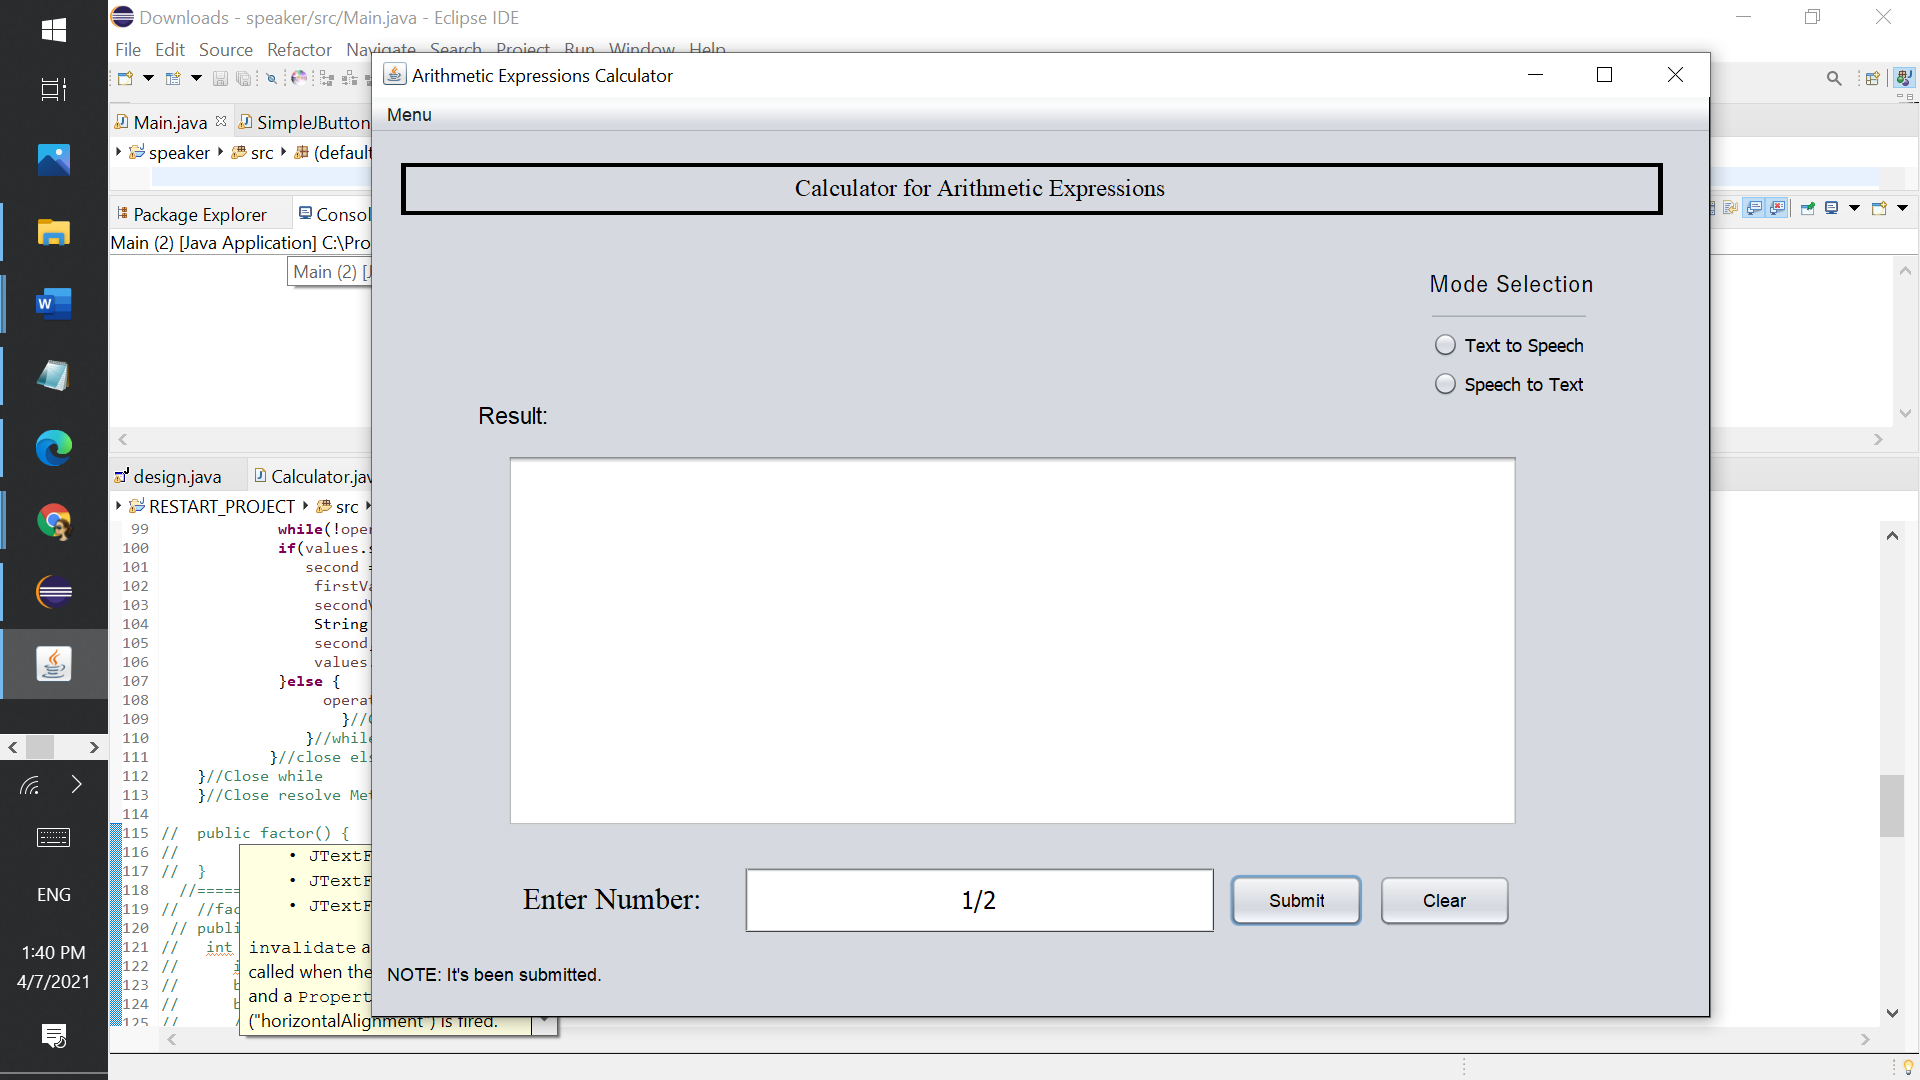 Downloads - speaker/src/Main.java - Eclipse IDE
File Edit Source Refactor Navigate Search Project Run Window Help
Arithmetic Expressions Calculator
Menu
Main.java
SimpleJButton
speaker
src
(default
Calculator for Arithmetic Expressions
Package Explorer
Consol
Main (2) [Java Application] C:\Pro
Main (2) [J
Mode Selection
Text to Speech
Speech to Text
Result:
design.java
Calculator.jav
RESTART_PROJECT
src
99 while(!oper
100 if(values.s
101 second =
102 firstVa
103 secondV
104 String
105 second
106 values.
107 }else {
108 operat
109 }//C
110 }//while
111 }//close els
112 }//Close while
113 }//Close resolve Met
114
115 // public factor() {
116 //
117 // }
118 //=====
119 // //fac
120 // publi
121 // int
122 //
123 //
124 //
125 //
• JTextF
• JTextF
• JTextF
invalidate a
called when the
and a Propert
("horizontalAlignment") is fired.
Enter Number:
1/2
Submit
Clear
NOTE: It's been submitted.
ENG
1:40 PM
4/7/2021